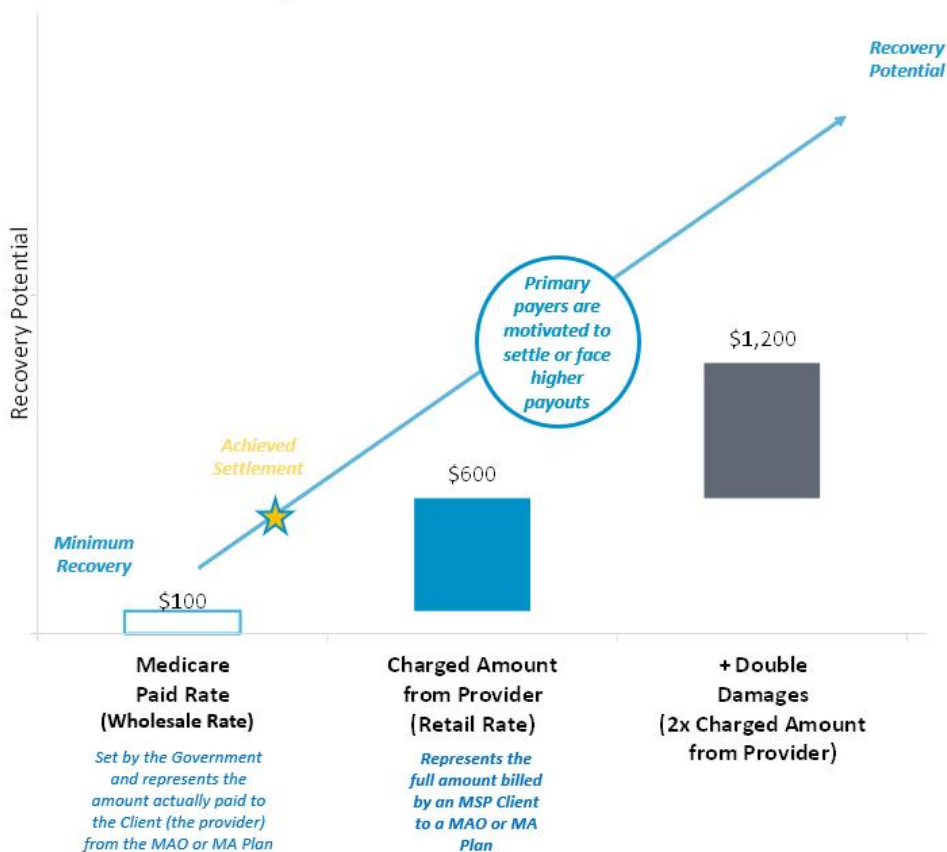 Recovery
Potential
Recovery Potential
Primary
payers are
motivated to
settle or face
higher
payouts
$1,200
Achieved
Settlement
$600
Minimum
Recovery
$100
Medicare
Paid Rate
(Wholesale Rate)
Set by the Government
and represents the
amount actually paid to
the Client (the provider)
from the MAO or MA Plan
Charged Amount
from Provider
(Retail Rate)
Represents the
full amount billed
by an MSP Client
to a MAO or MA
Plan
+ Double
Damages
(2x Charged Amount
from Provider)